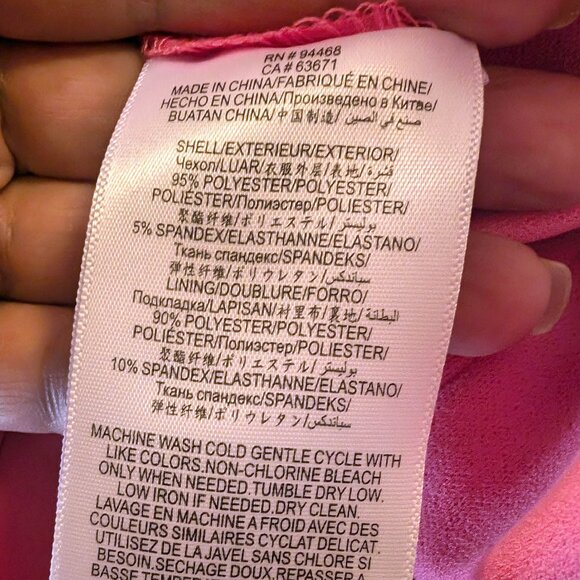 RN # 94468
CA # 63671
MADE IN CHINA/FABRIQUÉ EN CHINE/
HECHO EN CHINA/Произведено в Китае/
BUATAN CHINA/中国制造/صنع في الصين/
SHELL/EXTERIEUR/EXTERIOR/
Чехол/LUAR/衣服外层/表地/قشرة/
95% POLYESTER/POLYESTER/
POLIÉSTER/Полиэстер/POLIESTER/
聚酯纤维/ポリエステル/بوليستر/
5% SPANDEX/ELASTHANNE/ELASTANO/
Ткань спандекс/SPANDEKS/
弹性纤维/ポリウレタン/سباندكس/
LINING/DOUBLURE/FORRO/
Подкладка/LAPISAN/衬里布/裏地/البطانة/
90% POLYESTER/POLYESTER/
POLIÉSTER/Полиэстер/POLIESTER/
聚酯纤维/ポリエステル/بوليستر/
10% SPANDEX/ELASTHANNE/ELASTANO/
Ткань спандекс/SPANDEKS/
弹性纤维/ポリウレタン/سباندكس/
MACHINE WASH COLD GENTLE CYCLE WITH
LIKE COLORS.NON-CHLORINE BLEACH
ONLY WHEN NEEDED.TUMBLE DRY LOW.
LOW IRON IF NEEDED.DRY CLEAN.
LAVAGE EN MACHINE A FROID AVEC DES
COULEURS SIMILAIRES CYCLAT DELICAT.
UTILISEZ DE LA JAVEL SANS CHLORE SI
BESOIN.SECHAGE DOUX.REPASSAGE
BASSE